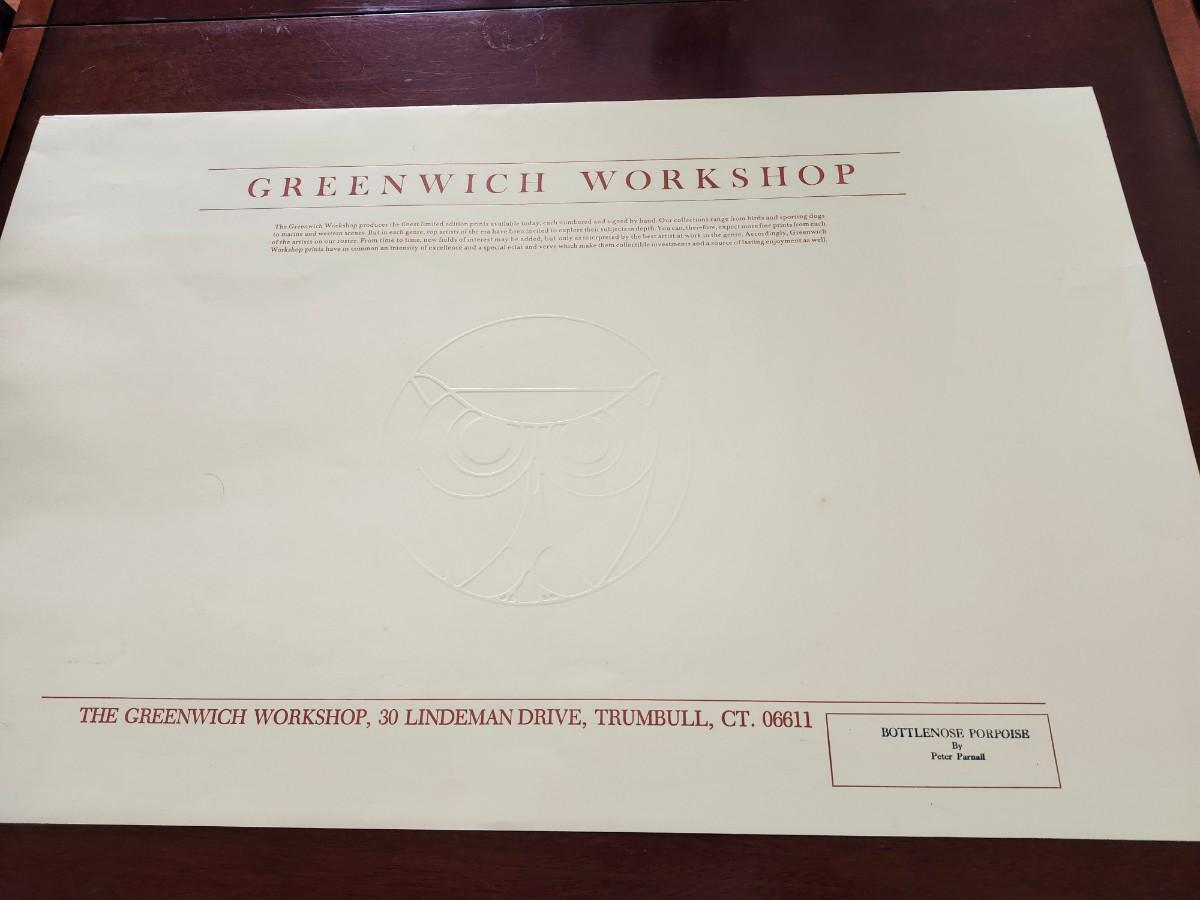 GREENWICH WORKSHOP
The Greenwich Workshop produces the finest limited edition prints available today, each numbered and signed by hand. Our collections range from birds and sporting dogs
to marine and western scenes. But in each genre, top artists of the era have been invited to explore their subjects in depth. You can, therefore, expect more fine prints from each
of the artists on our roster. From time to time, new fields of interest may be added, but only as interpreted by the best artist at work in the genre. Accordingly, Greenwich
Workshop prints have in common an intensity of excellence and a special eclat and verve which make them collectible investments and a source of lasting enjoyment as well.
THE GREENWICH WORKSHOP, 30 LINDEMAN DRIVE, TRUMBULL, CT. 06611
BOTTLENOSE PORPOISE
By
Peter Parnall